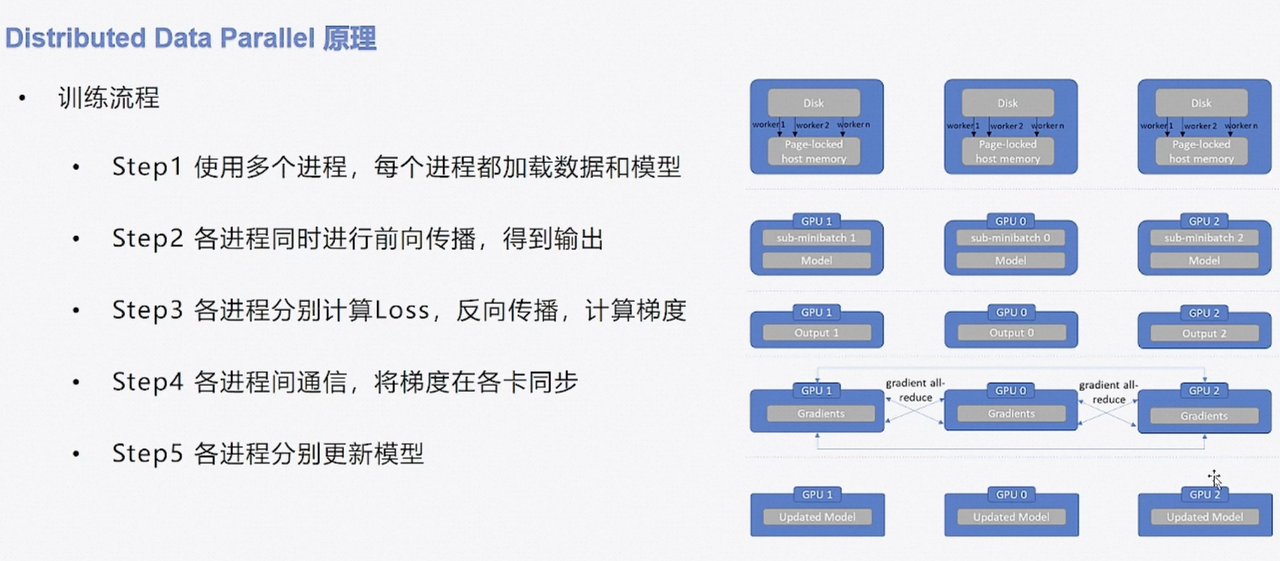 Distributed Data Parallel 原理
• 训练流程
• Step1 使用多个进程，每个进程都加载数据和模型
• Step2 各进程同时进行前向传播，得到输出
• Step3 各进程分别计算Loss，反向传播，计算梯度
• Step4 各进程间通信，将梯度在各卡同步
• Step5 各进程分别更新模型
Disk Disk Disk
worker1 worker2 workern worker1 worker2 workern worker1 worker2 workern
Page-locked Page-locked Page-locked
host memory host memory host memory
GPU 1 GPU 0 GPU 2
sub-minibatch 1 sub-minibatch 0 sub-minibatch 2
Model Model Model
GPU 1 GPU 0 GPU 2
Output 1 Output 0 Output 2
GPU 1 gradient all- GPU 0 gradient all- GPU 2
reduce reduce
Gradients Gradients Gradients
GPU 1 GPU 0 GPU 2
Updated Model Updated Model Updated Model